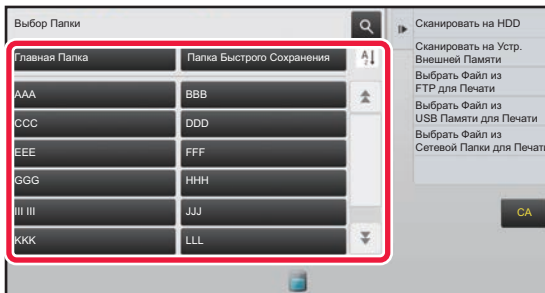 Выбор Папки
Главная Папка
Папка Быстрого Сохранения
AAA
BBB
CCC
DDD
EEE
FFF
GGG
HHH
III III
JJJ
KKK
LLL
Сканировать на HDD
Сканировать на Устр.
Внешней Памяти
Выбрать Файл из
FTP для Печати
Выбрать Файл из
USB Памяти для Печати
Выбрать Файл из
Сетевой Папки для Печати
CA